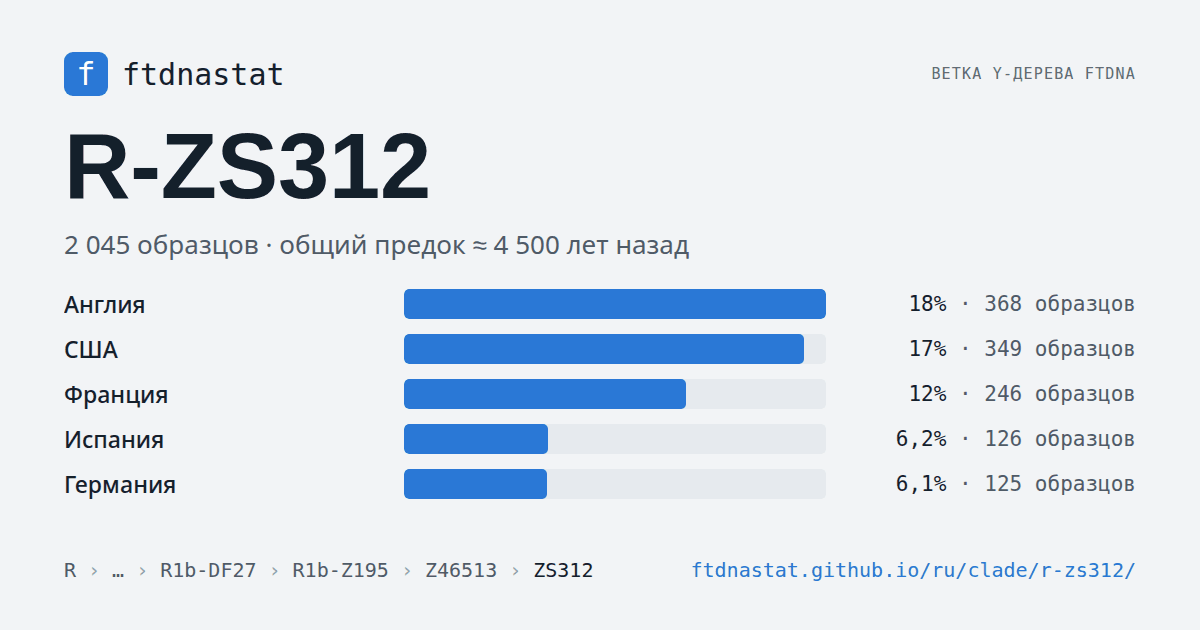 f ftdnastat
ВЕТКА Y-ДЕРЕВА FTDNA
R-ZS312
2 045 образцов · общий предок ≈ 4 500 лет назад
Англия 18% · 368 образцов
США 17% · 349 образцов
Франция 12% · 246 образцов
Испания 6,2% · 126 образцов
Германия 6,1% · 125 образцов
R › … › R1b-DF27 › R1b-Z195 › Z46513 › ZS312
ftdnastat.github.io/ru/clade/r-zs312/